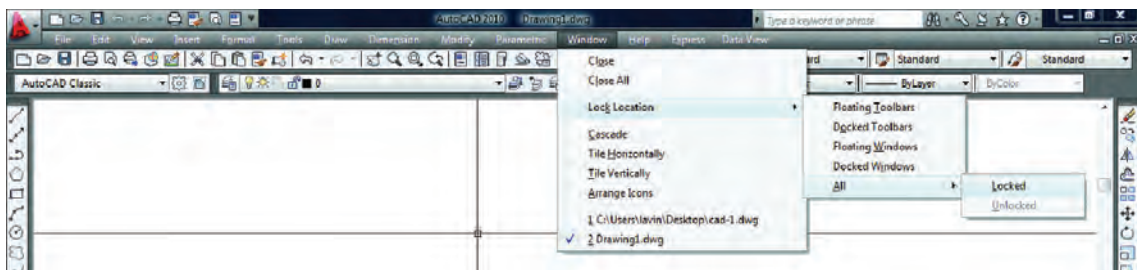 AutoCAD 2010 Drawing1.dwg Type a keyword or phrase
File Edit View Insert Format Tools Draw Dimension Modify Parametric Window Help Express Data View
Standard Standard
AutoCAD Classic 0 ByLayer ByColor
Close
Close All
Lock Location
Cascade
Tile Horizontally
Tile Vertically
Arrange Icons
1 C:\Users\lavin\Desktop\cad-1.dwg
2 Drawing1.dwg
Floating Toolbars
Docked Toolbars
Floating Windows
Docked Windows
All
Locked
Unlocked